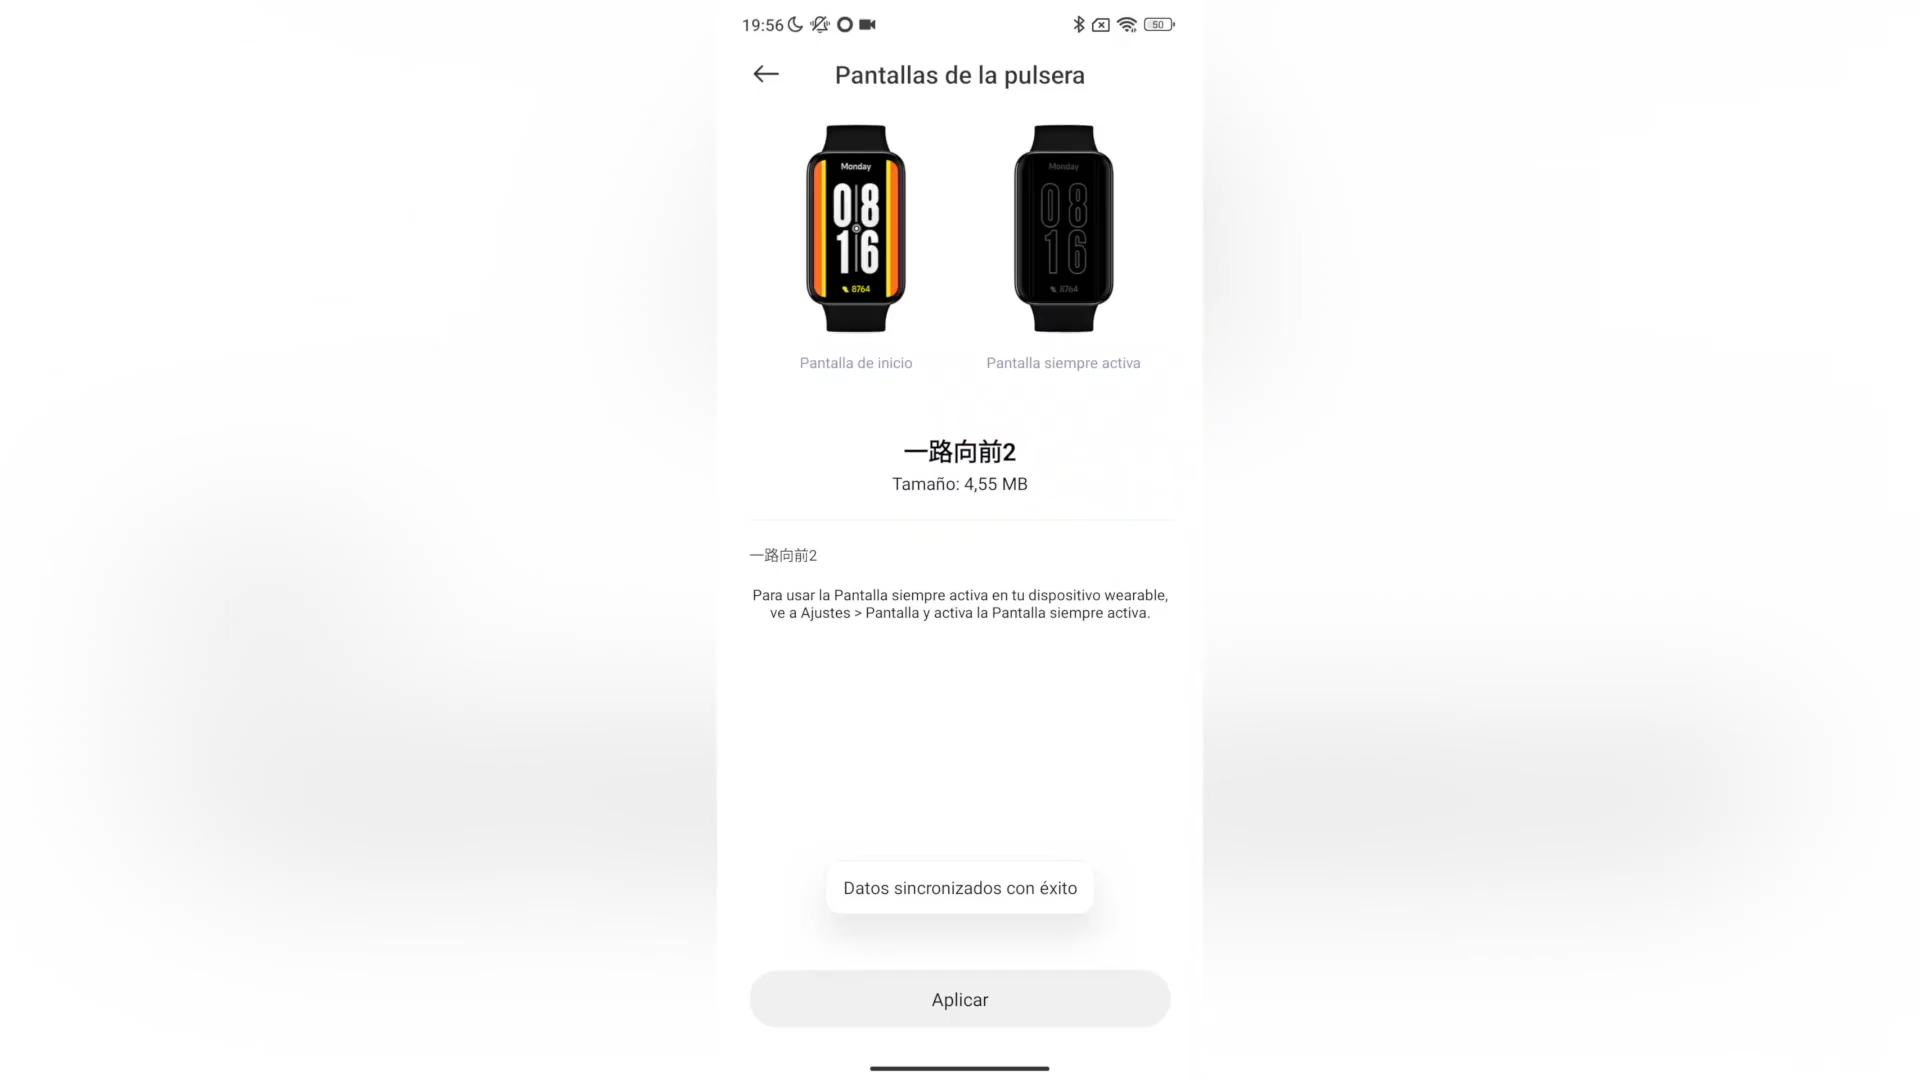 19:56
50
Pantallas de la pulsera
Monday
08
16
8764
Monday
08
16
8764
Pantalla de inicio
Pantalla siempre activa
一路向前2
Tamaño: 4,55 MB
一路向前2
Para usar la Pantalla siempre activa en tu dispositivo wearable,
ve a Ajustes > Pantalla y activa la Pantalla siempre activa.
Datos sincronizados con éxito
Aplicar